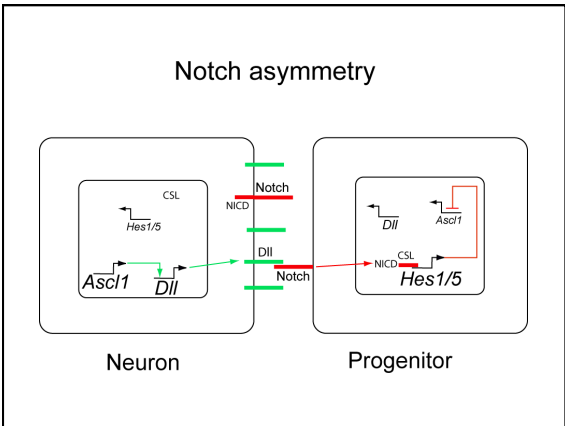 Notch asymmetry
CSL
Hes1/5
Ascl1
Dll
Notch
NICD
Dll
Notch
Dll
Ascl1
NICD
CSL
Hes1/5
Neuron
Progenitor